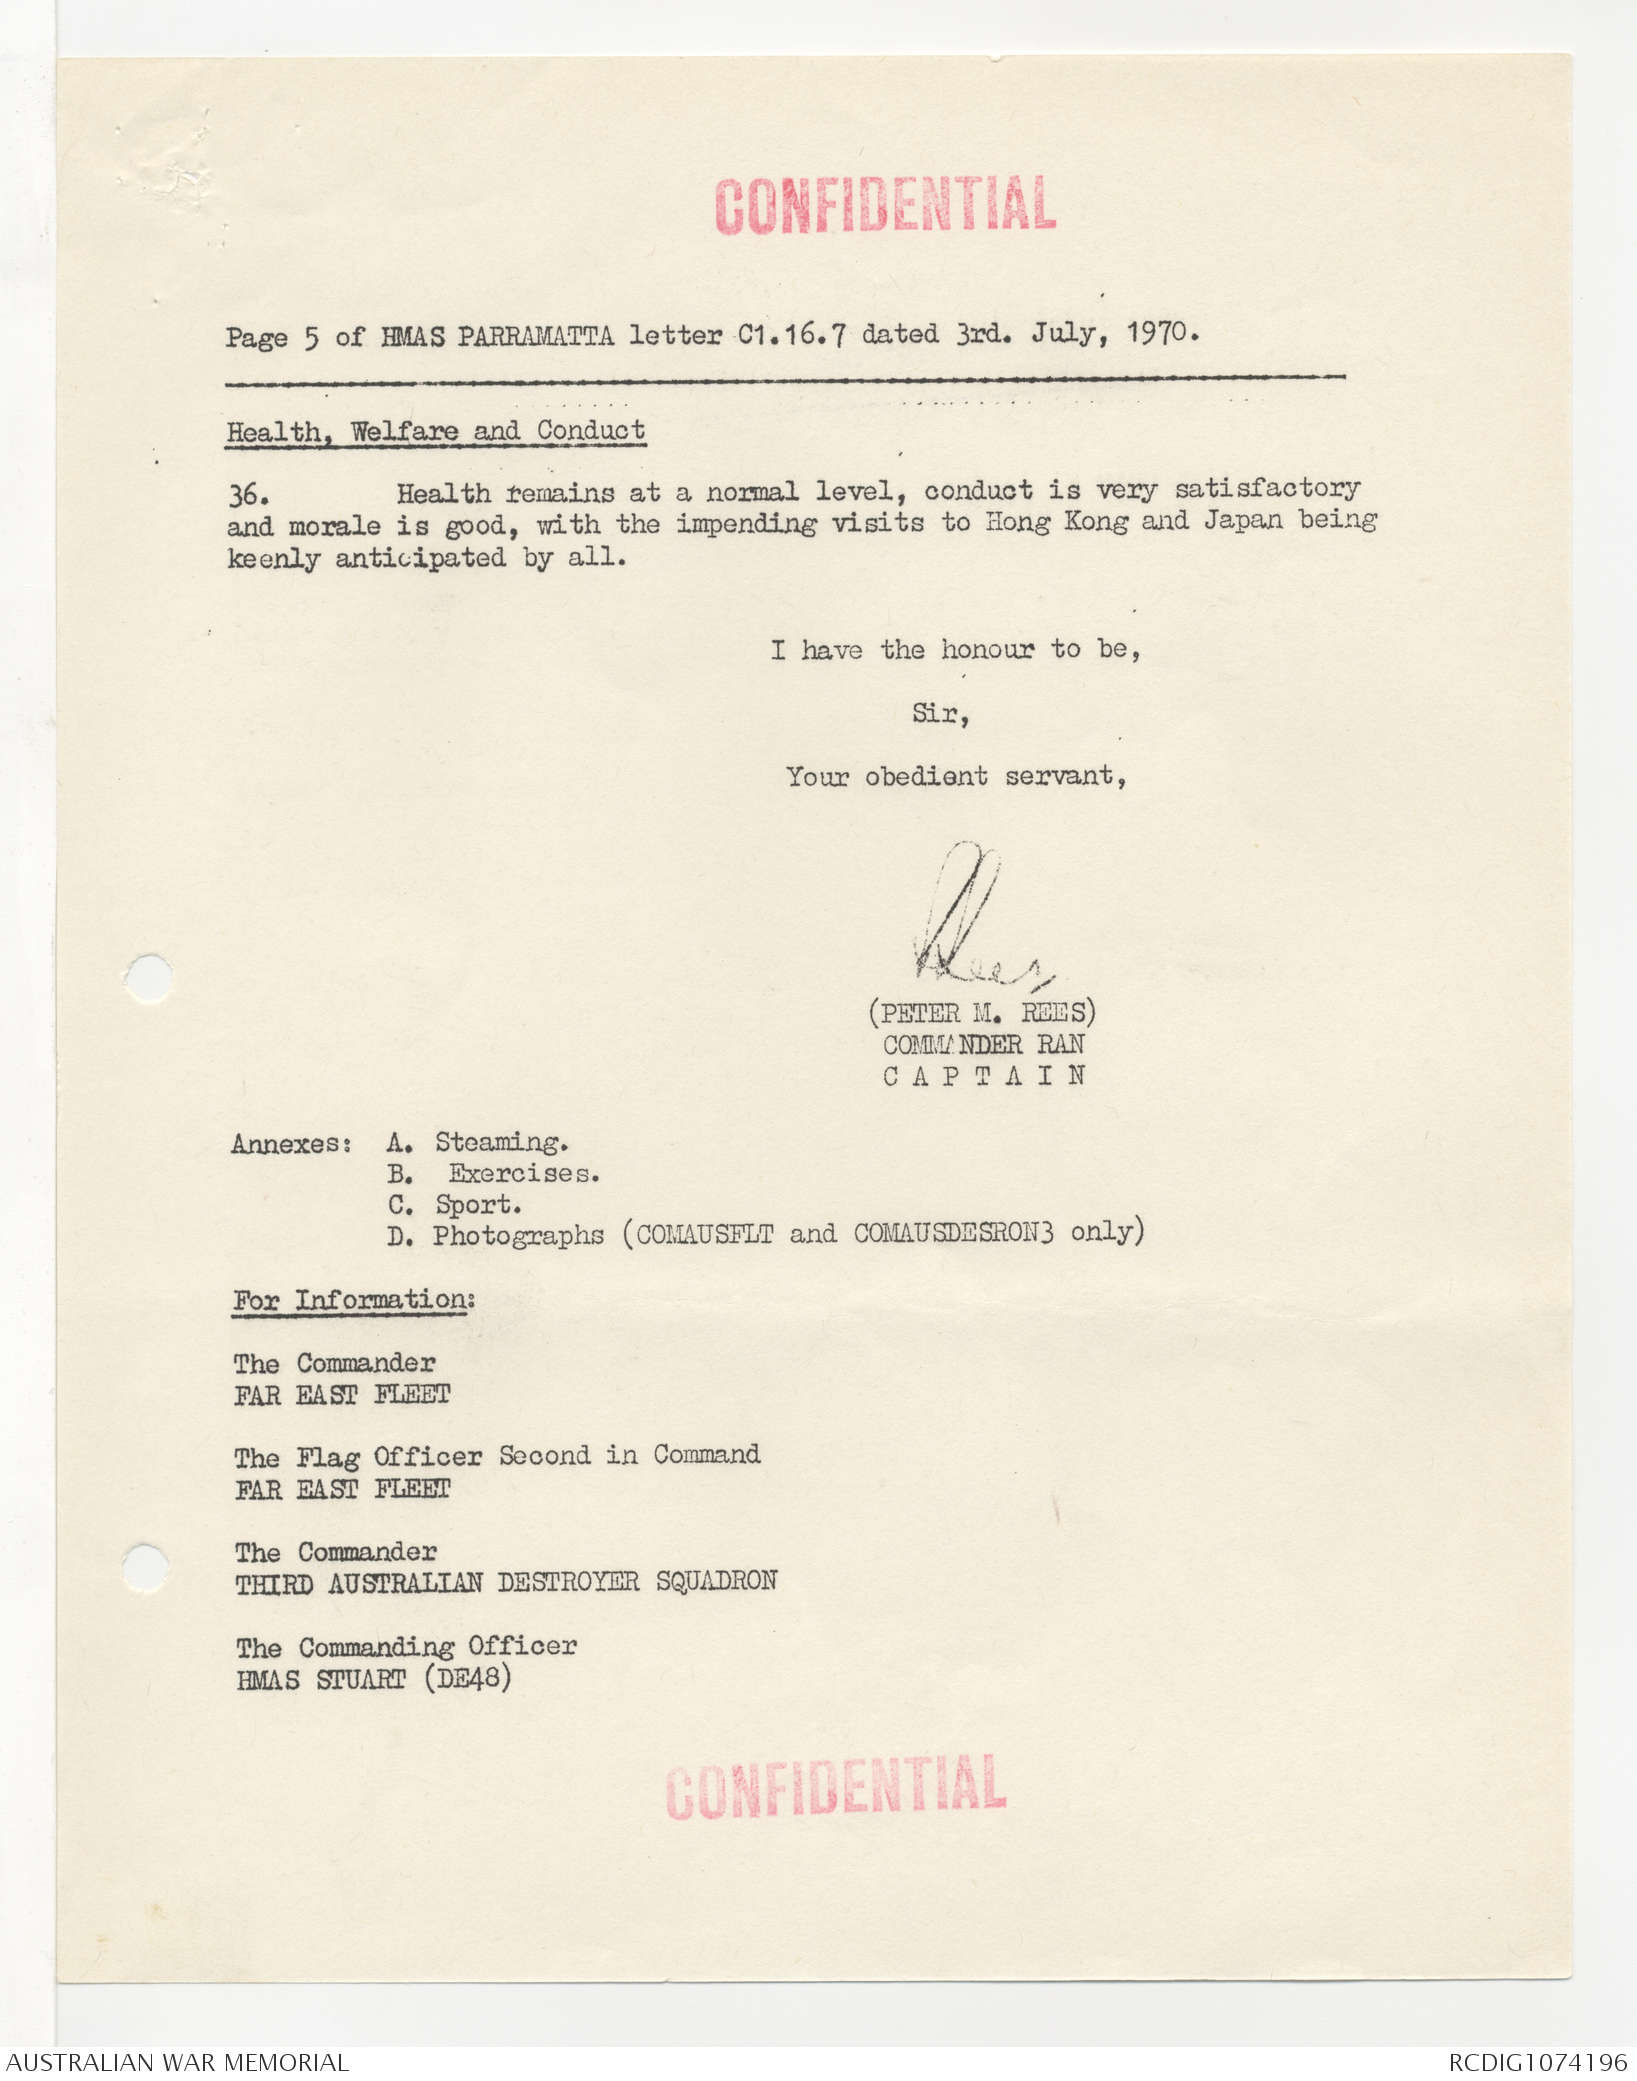 CONFIDENTIAL
Page 5 of HMAS PARRAMATTA letter C1.16.7 dated 3rd. July, 1970.
Health, Welfare and Conduct
36. Health remains at a normal level, conduct is very satisfactory
and morale is good, with the impending visits to Hong Kong and Japan being
keenly anticipated by all.
I have the honour to be,
Sir,
Your obedient servant,
Rees
(PETER M. REES)
COMMANDER RAN
C A P T A I N
Annexes: A. Steaming.
B. Exercises.
C. Sport.
D. Photographs (COMAUSFLT and COMAUSDESRON3 only)
For Information:
The Commander
FAR EAST FLEET
The Flag Officer Second in Command
FAR EAST FLEET
The Commander
THIRD AUSTRALIAN DESTROYER SQUADRON
The Commanding Officer
HMAS STUART (DE48)
CONFIDENTIAL
AUSTRALIAN WAR MEMORIAL
RCDIG1074196